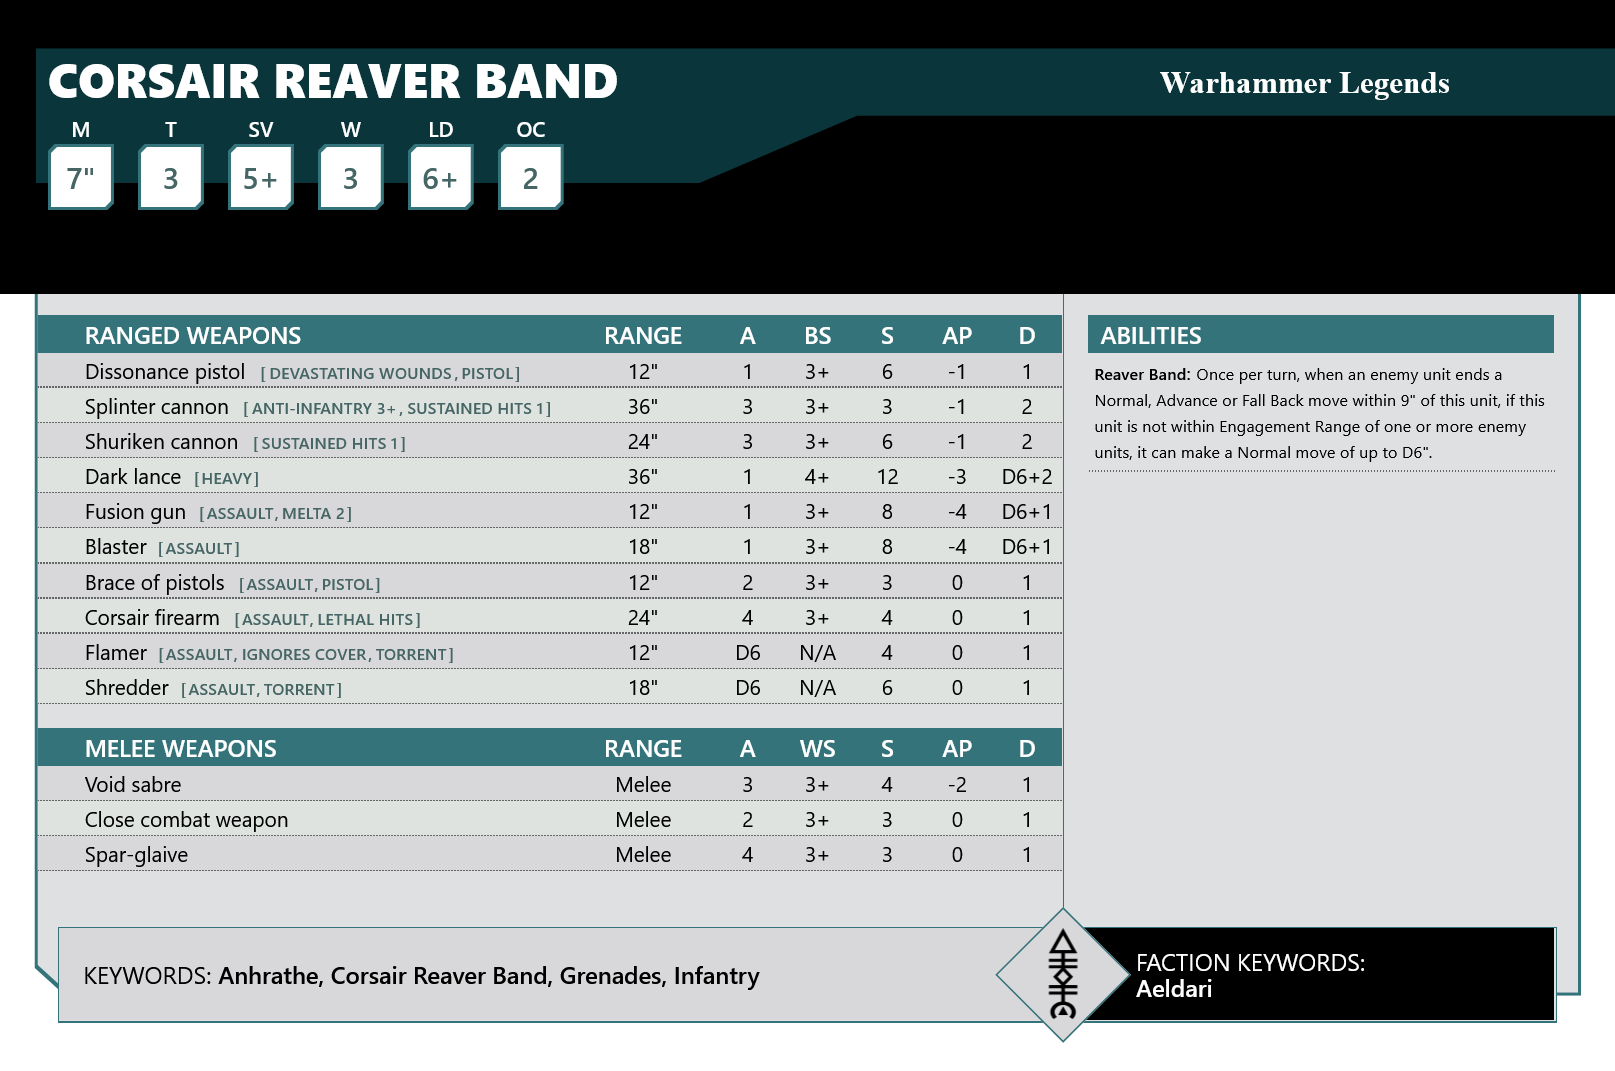 CORSAIR REAVER BAND
Warhammer Legends
M T SV W LD OC
7" 3 5+ 3 6+ 2
RANGED WEAPONS RANGE A BS S AP D
Dissonance pistol [DEVASTATING WOUNDS, PISTOL] 12" 1 3+ 6 -1 1
Splinter cannon [ANTI-INFANTRY 3+, SUSTAINED HITS 1] 36" 3 3+ 3 -1 2
Shuriken cannon [SUSTAINED HITS 1] 24" 3 3+ 6 -1 2
Dark lance [HEAVY] 36" 1 4+ 12 -3 D6+2
Fusion gun [ASSAULT, MELTA 2] 12" 1 3+ 8 -4 D6+1
Blaster [ASSAULT] 18" 1 3+ 8 -4 D6+1
Brace of pistols [ASSAULT, PISTOL] 12" 2 3+ 3 0 1
Corsair firearm [ASSAULT, LETHAL HITS] 24" 4 3+ 4 0 1
Flamer [ASSAULT, IGNORES COVER, TORRENT] 12" D6 N/A 4 0 1
Shredder [ASSAULT, TORRENT] 18" D6 N/A 6 0 1
MELEE WEAPONS RANGE A WS S AP D
Void sabre Melee 3 3+ 4 -2 1
Close combat weapon Melee 2 3+ 3 0 1
Spar-glaive Melee 4 3+ 3 0 1
ABILITIES
Reaver Band: Once per turn, when an enemy unit ends a
Normal, Advance or Fall Back move within 9" of this unit, if this
unit is not within Engagement Range of one or more enemy
units, it can make a Normal move of up to D6".
KEYWORDS: Anhrathe, Corsair Reaver Band, Grenades, Infantry
FACTION KEYWORDS:
Aeldari